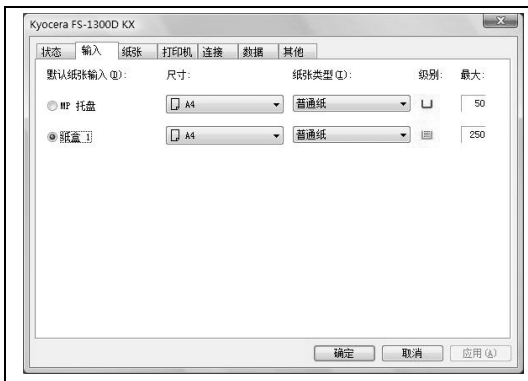 Kyocera FS-1300D KX
状态 输入 纸张 打印机 连接 数据 其他
默认纸张输入(D): 尺寸: 纸张类型(I): 级别: 最大:
MP 托盘 A4 普通纸 50
纸盒 1 A4 普通纸 250
确定 取消 应用(A)